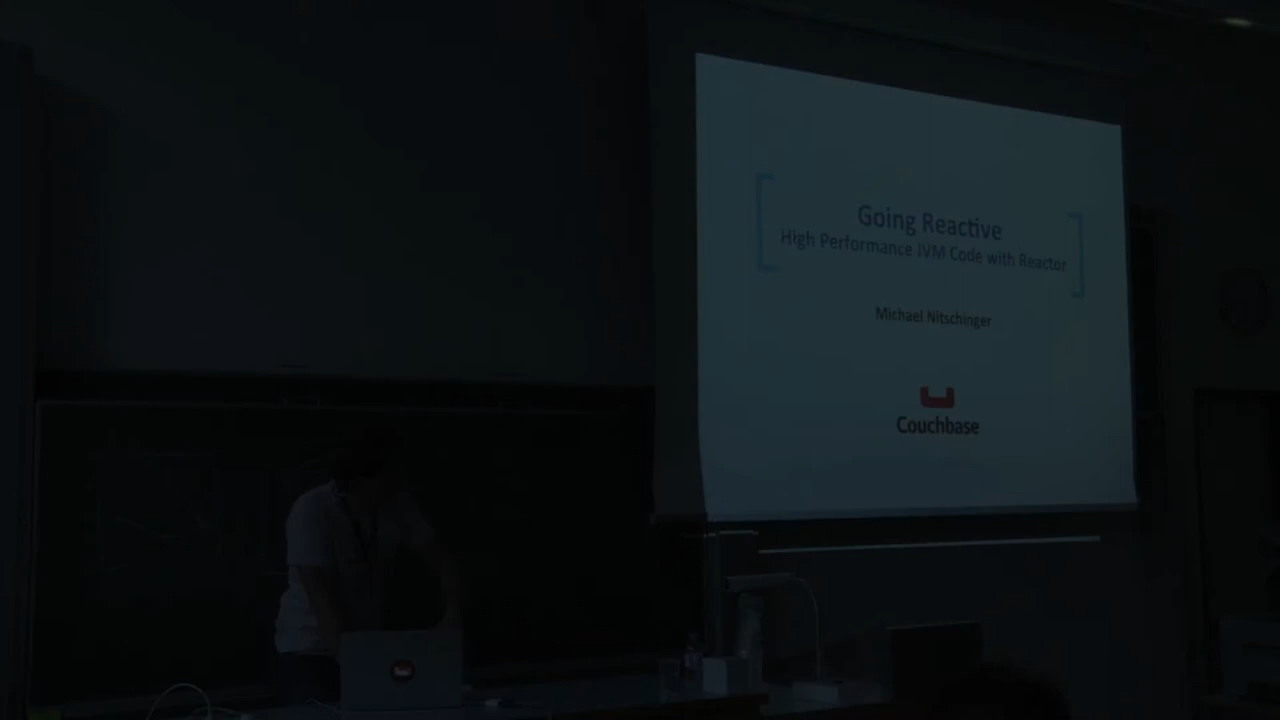 Going Reactive
High Performance JVM Code with Reactor
Michael Nitschinger
Couchbase